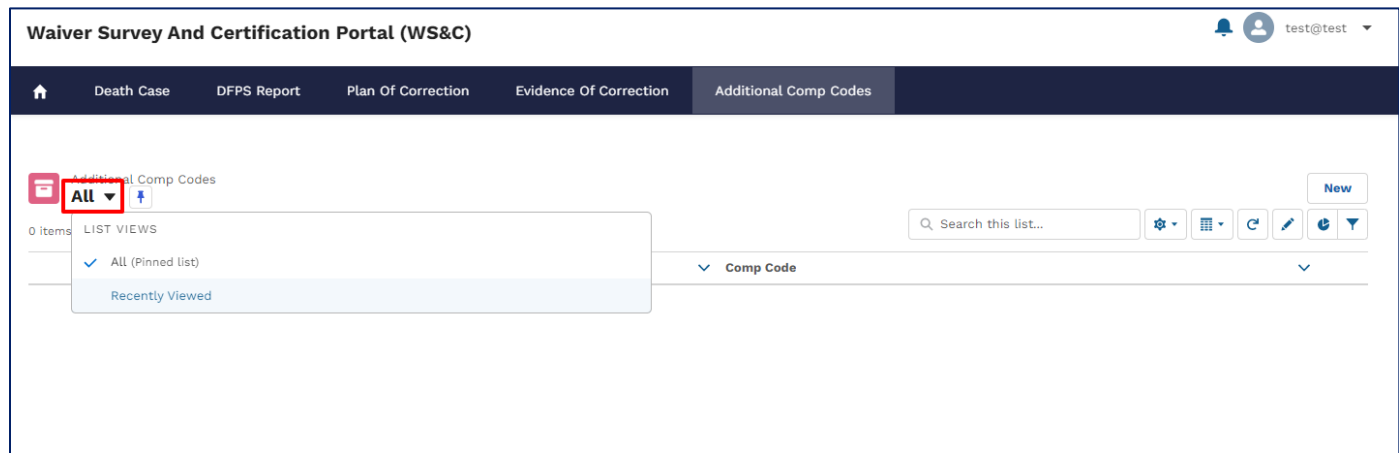 Waiver Survey And Certification Portal (WS&C)
test@test
Death Case DFPS Report Plan Of Correction Evidence Of Correction Additional Comp Codes
Additional Comp Codes
All
New
0 items
Search this list...
LIST VIEWS
All (Pinned list)
Comp Code
Recently Viewed